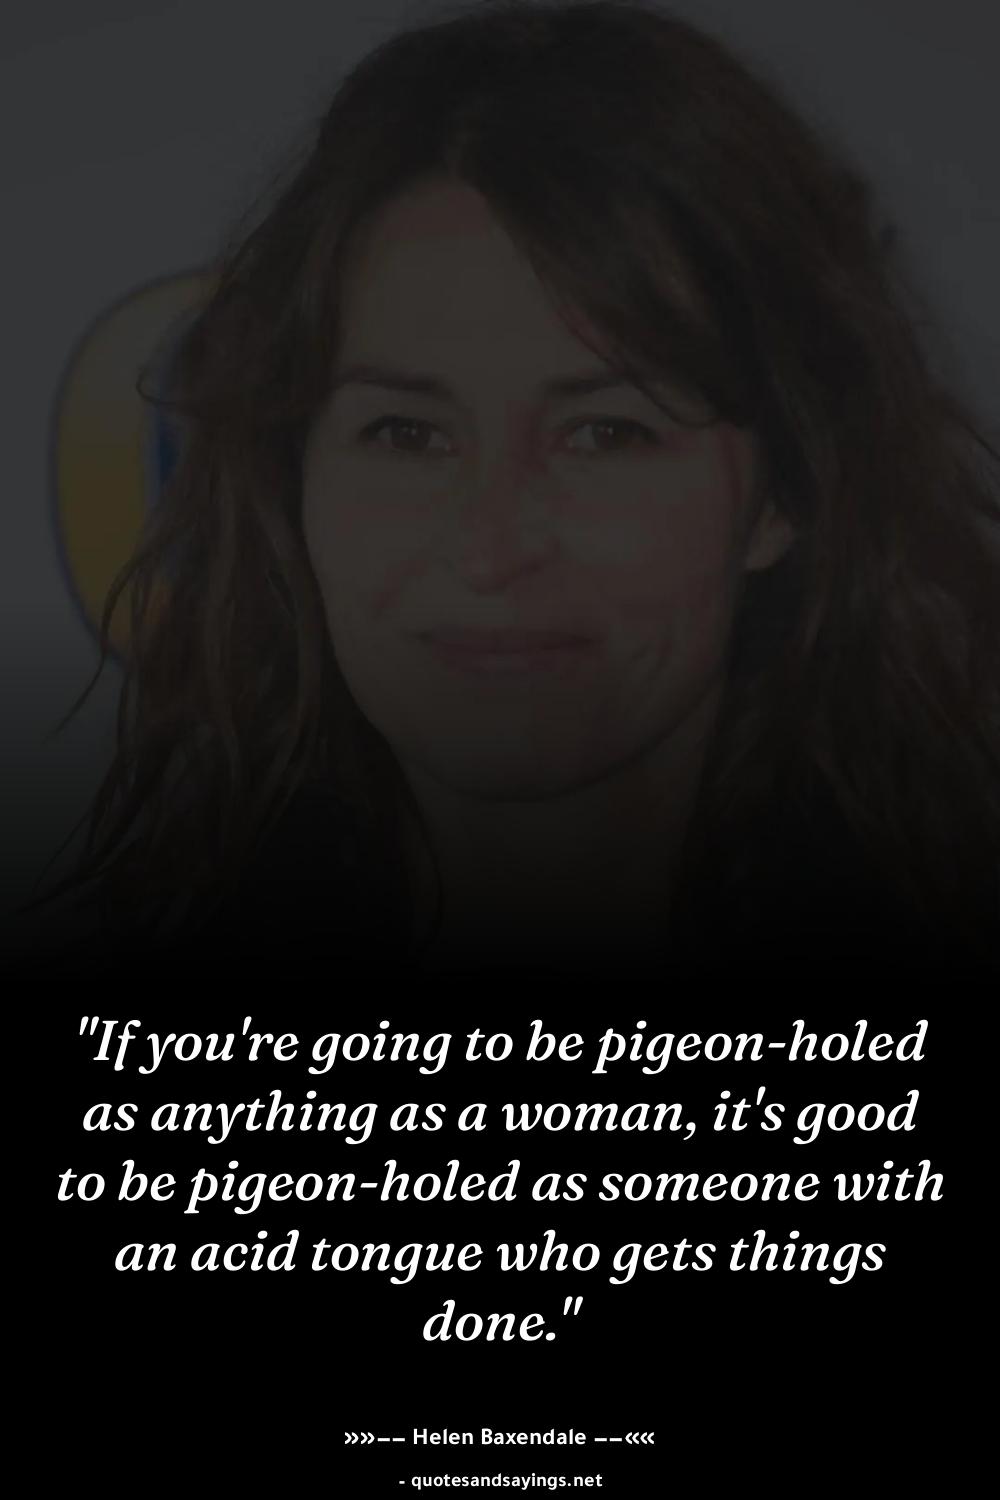 "If you're going to be pigeon-holed
as anything as a woman, it's good
to be pigeon-holed as someone with
an acid tongue who gets things
done."
»»−− Helen Baxendale −−««
- quotesandsayings.net